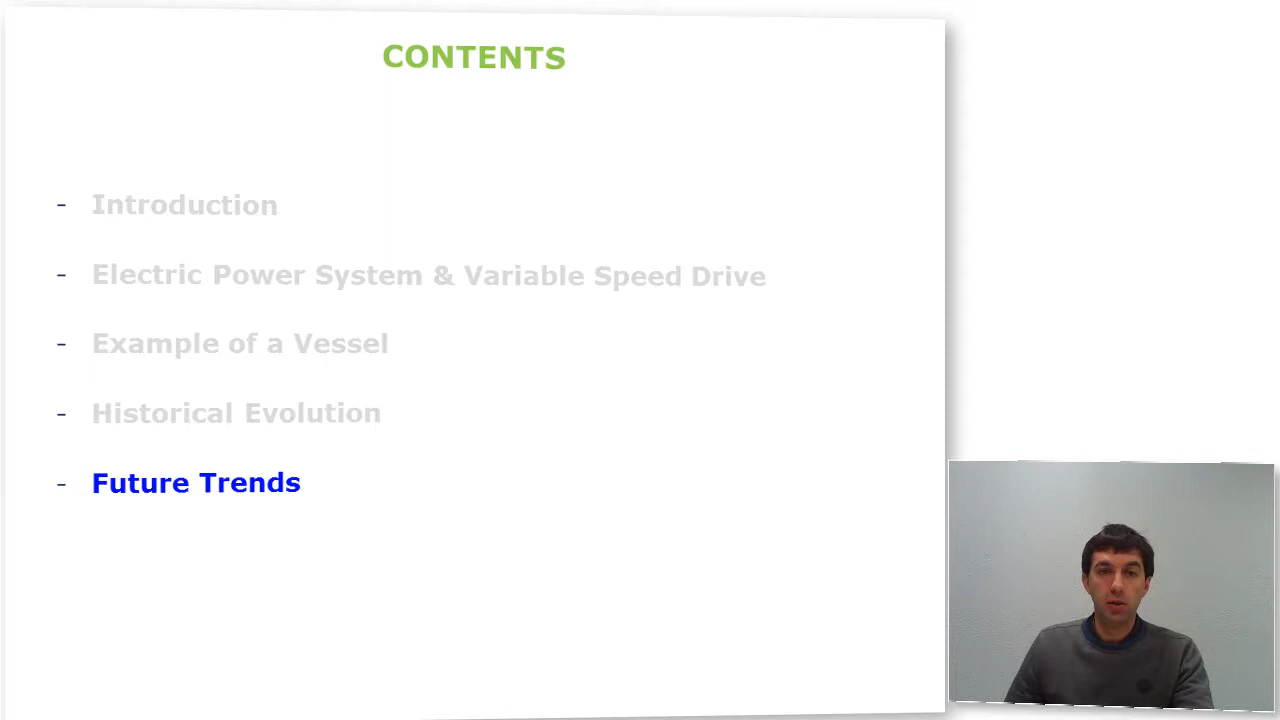 CONTENTS
- Introduction
- Electric Power System & Variable Speed Drive
- Example of a Vessel
- Historical Evolution
- Future Trends